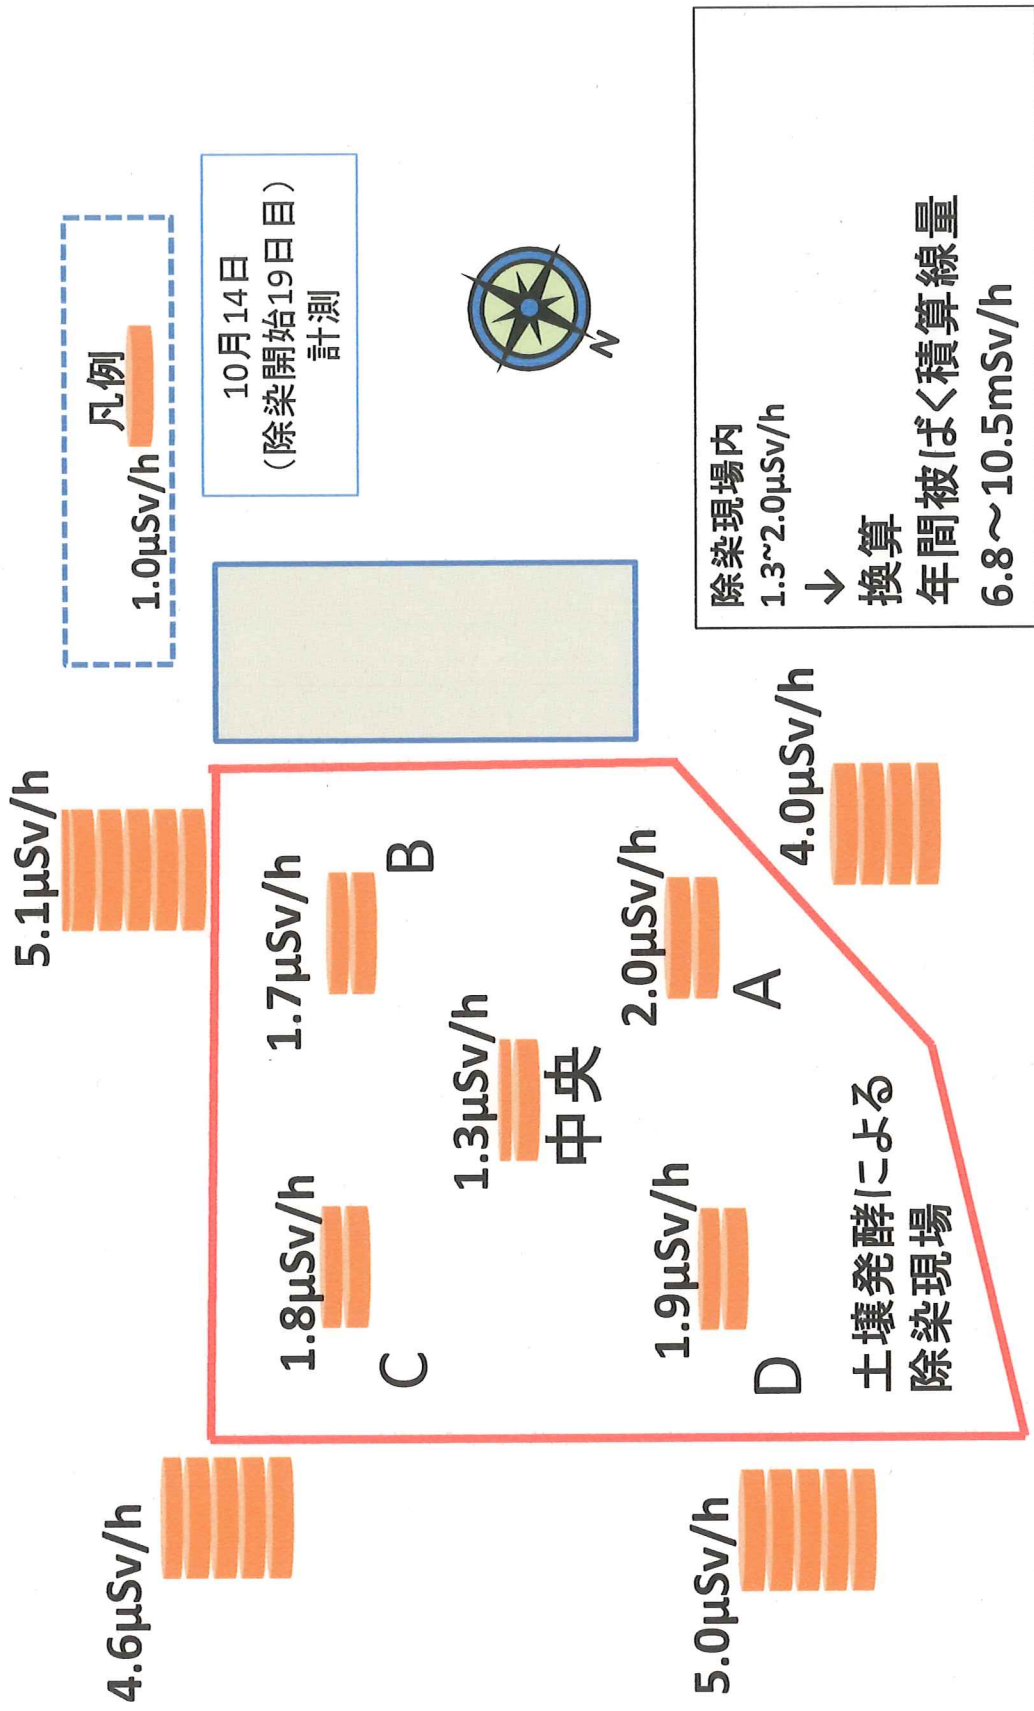 5.1μSv/h
4.6μSv/h
凡例
1.0μSv/h
10月14日
（除染開始19日目）
計測
1.8μSv/h
C
1.7μSv/h
B
1.3μSv/h
中央
N
1.9μSv/h
D
2.0μSv/h
A
5.0μSv/h
4.0μSv/h
土壌発酵による
除染現場
除染現場内
1.3~2.0μSv/h
↓
換算
年間被ばく積算線量
6.8～10.5mSv/h